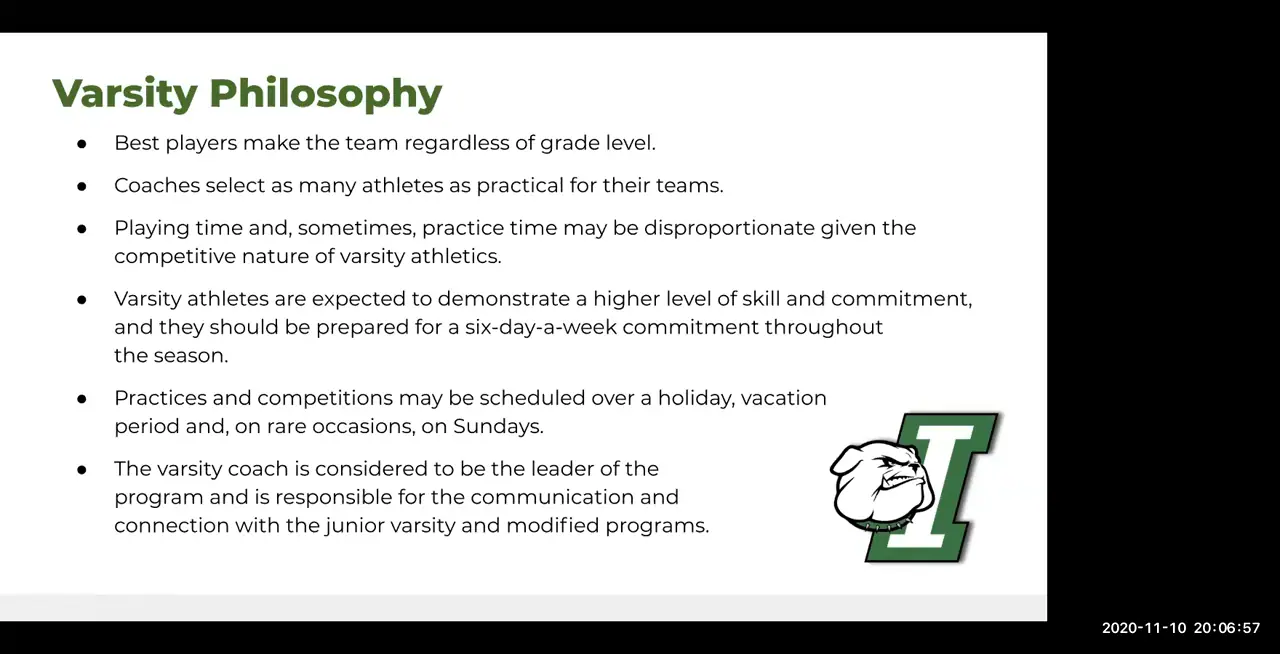 Varsity Philosophy
● Best players make the team regardless of grade level.
● Coaches select as many athletes as practical for their teams.
● Playing time and, sometimes, practice time may be disproportionate given the
competitive nature of varsity athletics.
● Varsity athletes are expected to demonstrate a higher level of skill and commitment,
and they should be prepared for a six-day-a-week commitment throughout
the season.
● Practices and competitions may be scheduled over a holiday, vacation
period and, on rare occasions, on Sundays.
● The varsity coach is considered to be the leader of the
program and is responsible for the communication and
connection with the junior varsity and modified programs.
I
2020-11-10 20:06:57